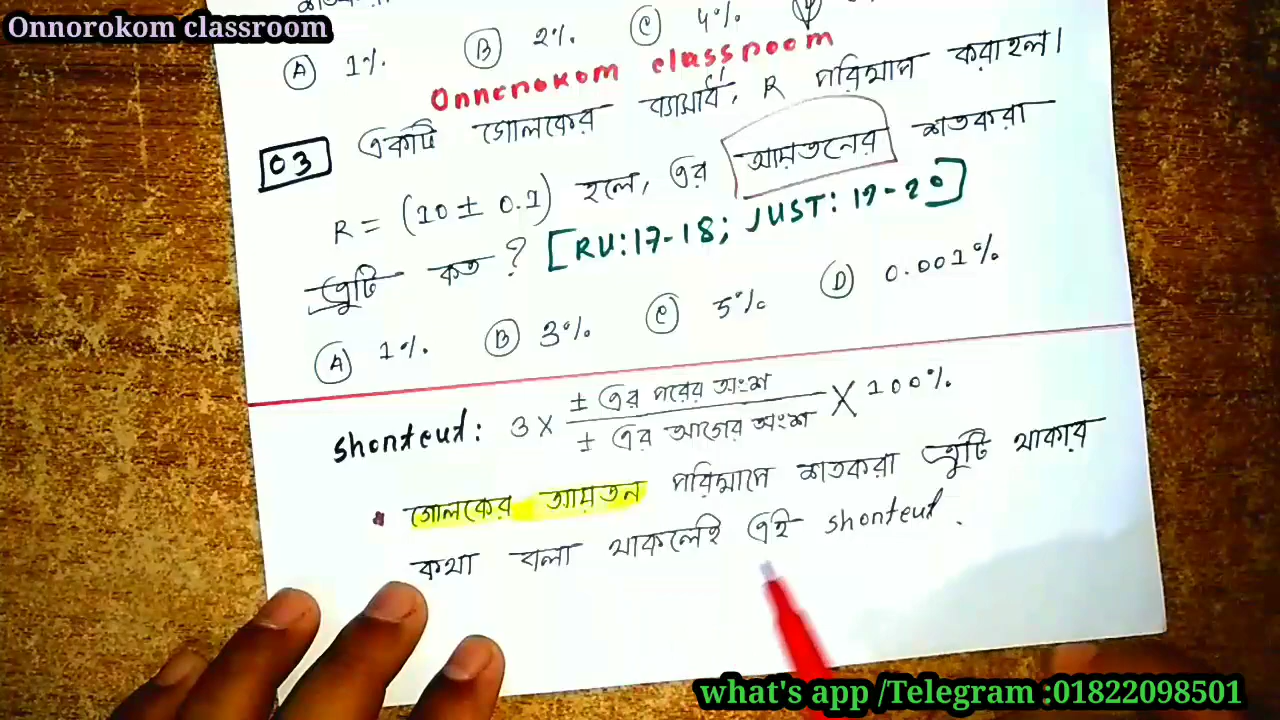 Onnorokom classroom
Ⓐ 1%. Ⓑ 2%. Ⓒ 4%.
Onnorokom classroom
03 একটি গোলকের ব্যাসার্ধ, R পরিমাপ করা হল।
R = (10 ± 0.1) হলে, এর আয়তনের শতকরা
ত্রুটি কত? [RU:17-18; JUST: 19-20]
Ⓐ 1%. Ⓑ 3%. Ⓒ 5%. Ⓓ 0.001%
Shortcut: 3 × ± এর পরের অংশ / ± এর আগের অংশ × 100%.
• গোলকের আয়তন পরিমাপে শতকরা ত্রুটি থাকার
কথা বলা থাকলেই এই shortcut.
what's app /Telegram :01822098501